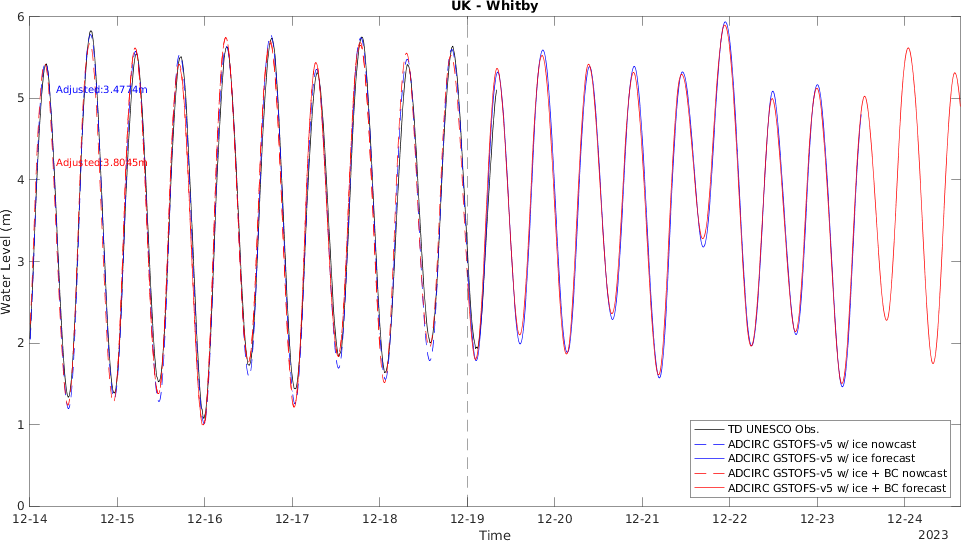 UK - Whitby
6
5
4
3
2
1
0
Water Level (m)
Adjusted:3.4774m
Adjusted:3.8045m
TD UNESCO Obs.
ADCIRC GSTOFS-v5 w/ ice nowcast
ADCIRC GSTOFS-v5 w/ ice forecast
ADCIRC GSTOFS-v5 w/ ice + BC nowcast
ADCIRC GSTOFS-v5 w/ ice + BC forecast
12-14 12-15 12-16 12-17 12-18 12-19 12-20 12-21 12-22 12-23 12-24
Time
2023